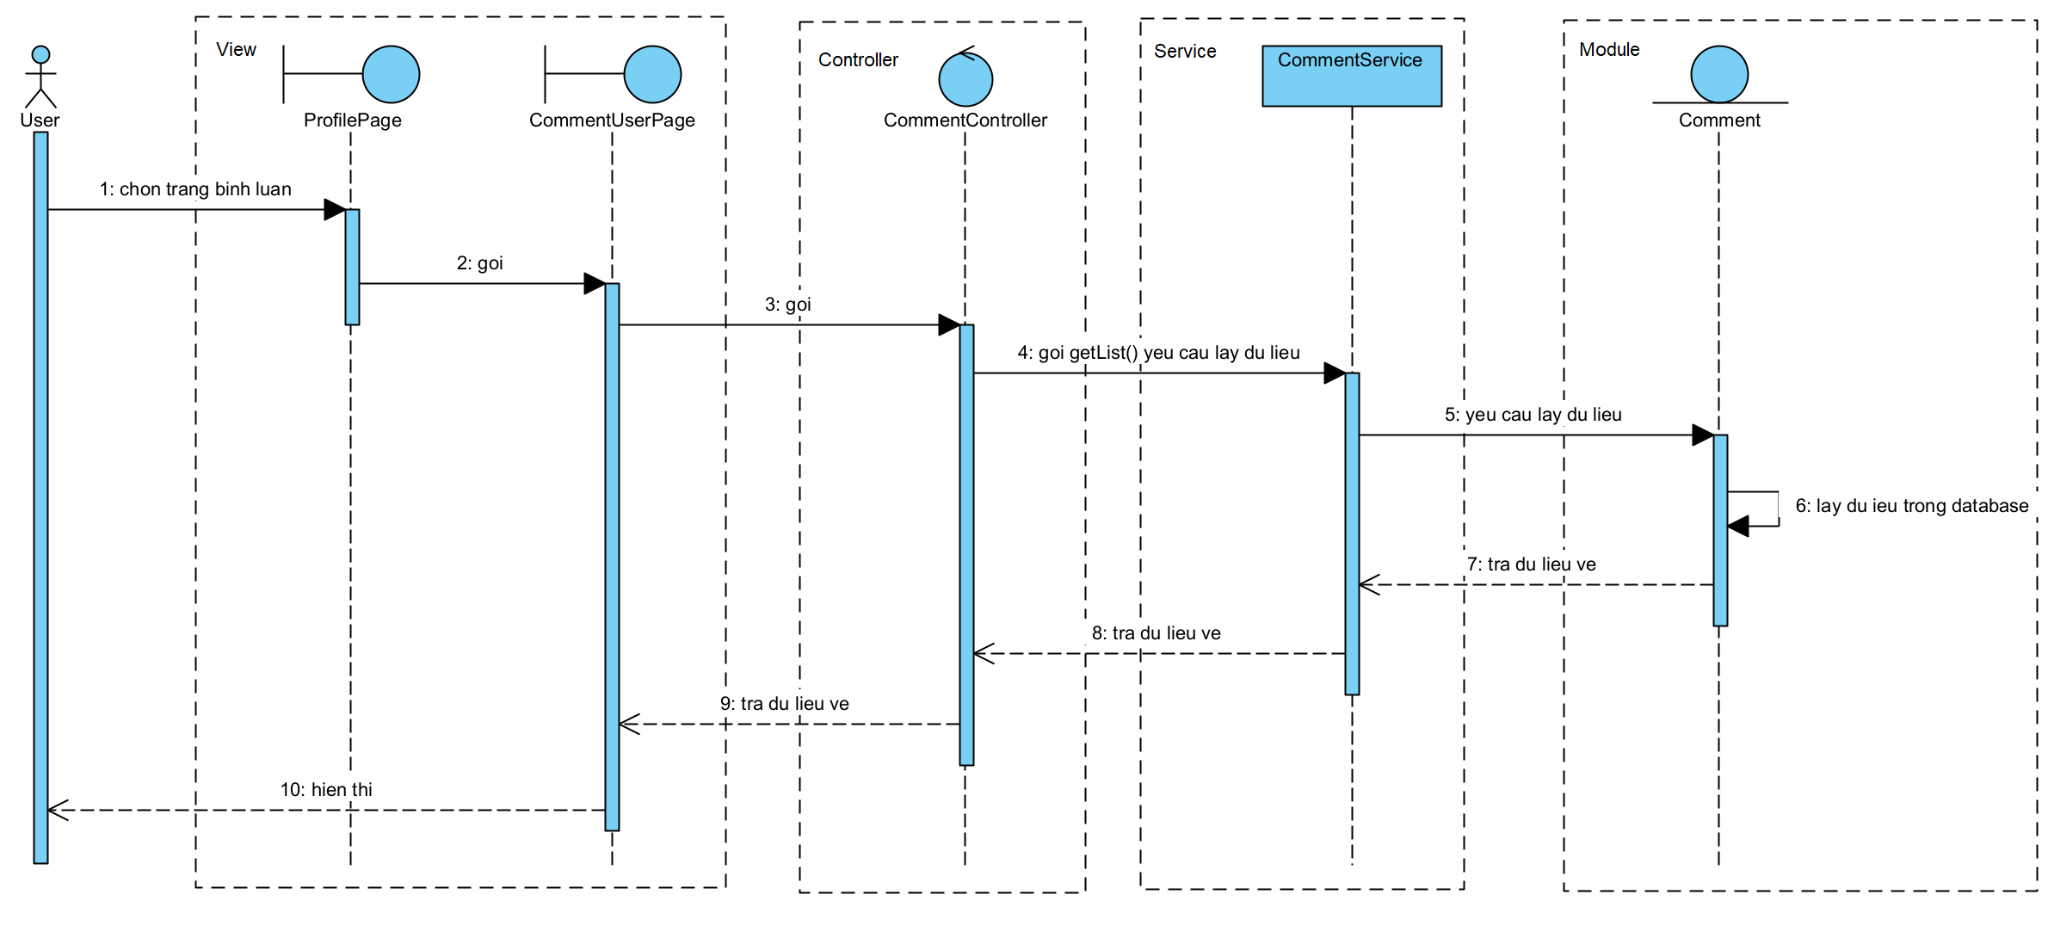 View
Controller
Service
CommentService
Module
User
ProfilePage
CommentUserPage
CommentController
Comment
1: chon trang binh luan
2: goi
3: goi
4: goi getList() yeu cau lay du lieu
5: yeu cau lay du lieu
6: lay du ieu trong database
7: tra du lieu ve
8: tra du lieu ve
9: tra du lieu ve
10: hien thi